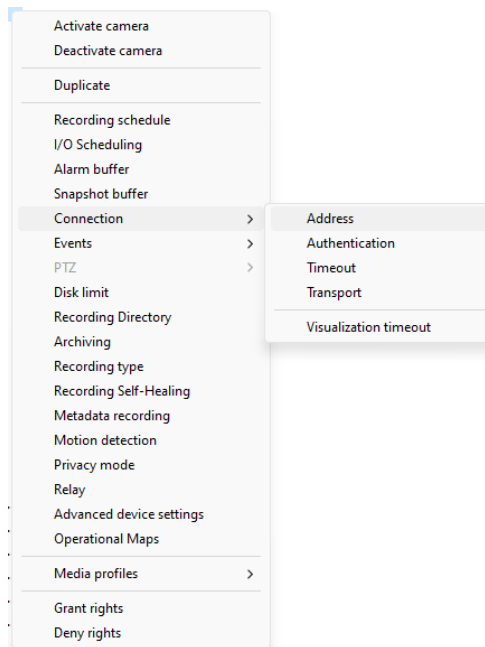 Activate camera
Deactivate camera
Duplicate
Recording schedule
I/O Scheduling
Alarm buffer
Snapshot buffer
Connection
Events
PTZ
Disk limit
Recording Directory
Archiving
Recording type
Recording Self-Healing
Metadata recording
Motion detection
Privacy mode
Relay
Advanced device settings
Operational Maps
Media profiles
Grant rights
Deny rights
Address
Authentication
Timeout
Transport
Visualization timeout